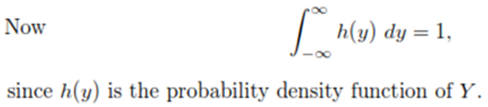 Now ∫_{-∞}^{∞} h(y) dy = 1,
since h(y) is the probability density function of Y.